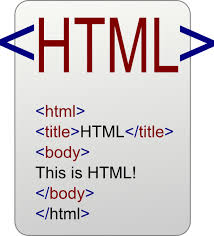 <HTML>
<html>
<title>HTML</title>
<body>
This is HTML!
</body>
</html>